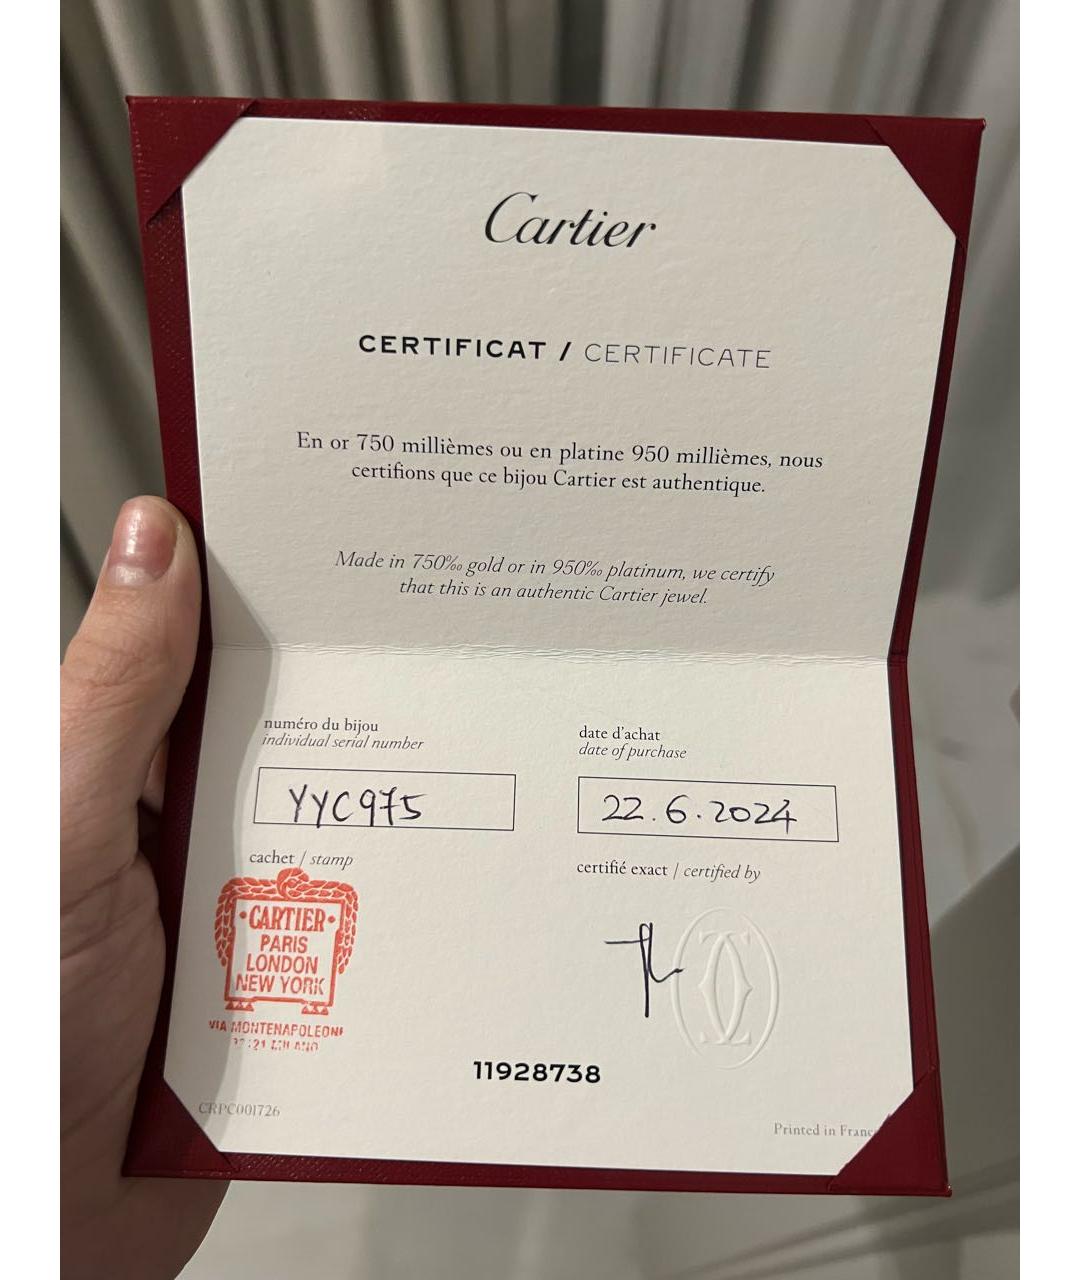 Cartier
CERTIFICAT / CERTIFICATE
En or 750 millièmes ou en platine 950 millièmes, nous
certifions que ce bijou Cartier est authentique.
Made in 750‰ gold or in 950‰ platinum, we certify
that this is an authentic Cartier jewel.
numéro du bijou
individual serial number
YYC975
date d'achat
date of purchase
22.6.2024
cachet / stamp
CARTIER
PARIS
LONDON
NEW YORK
VIA MONTENAPOLEONE
certifié exact / certified by
11928738
CRPC001726
Printed in France